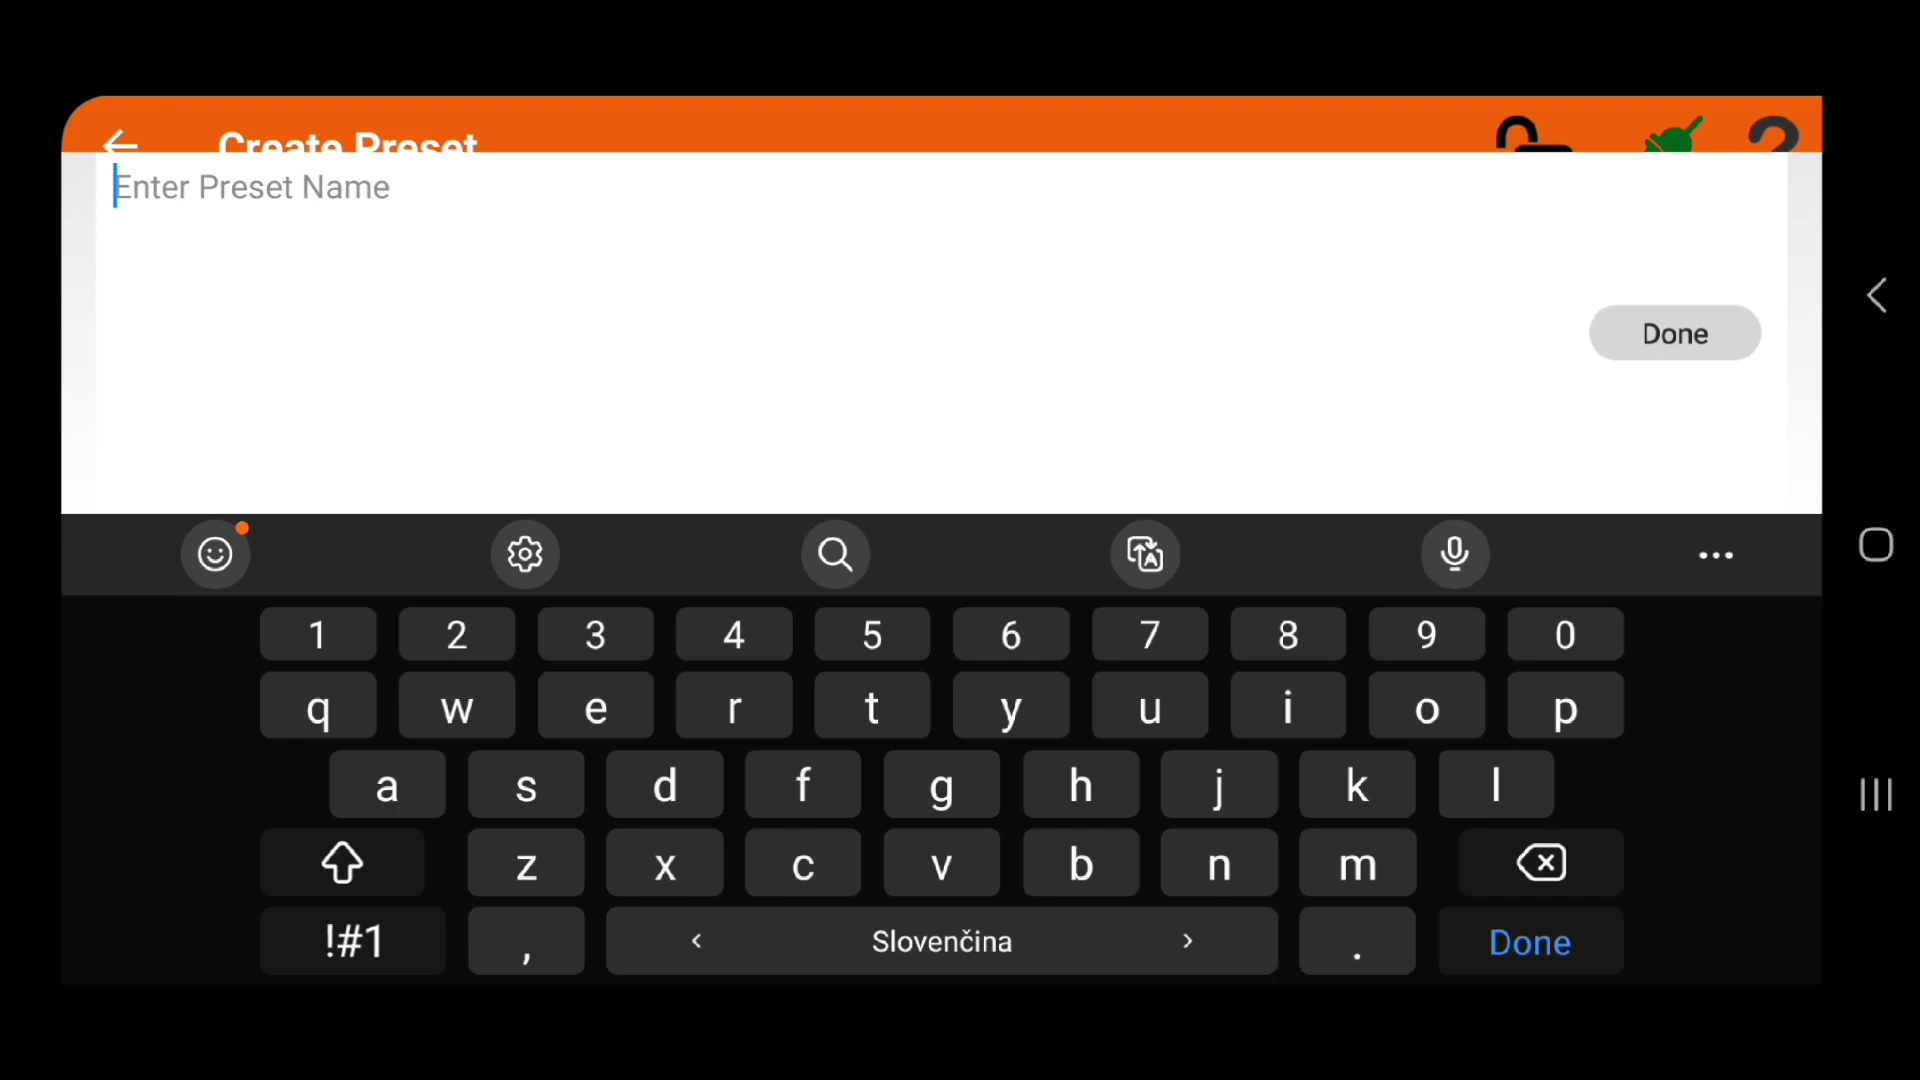 Create Preset
Enter Preset Name
Done
1 2 3 4 5 6 7 8 9 0
q w e r t y u i o p
a s d f g h j k l
z x c v b n m
!#1 , < Slovenčina > . Done